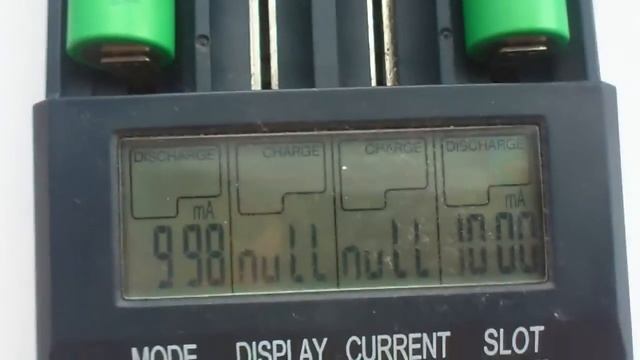 DISCHARGE CHARGE CHARGE DISCHARGE
mA mA
998 null null 1000
MODE DISPLAY CURRENT SLOT